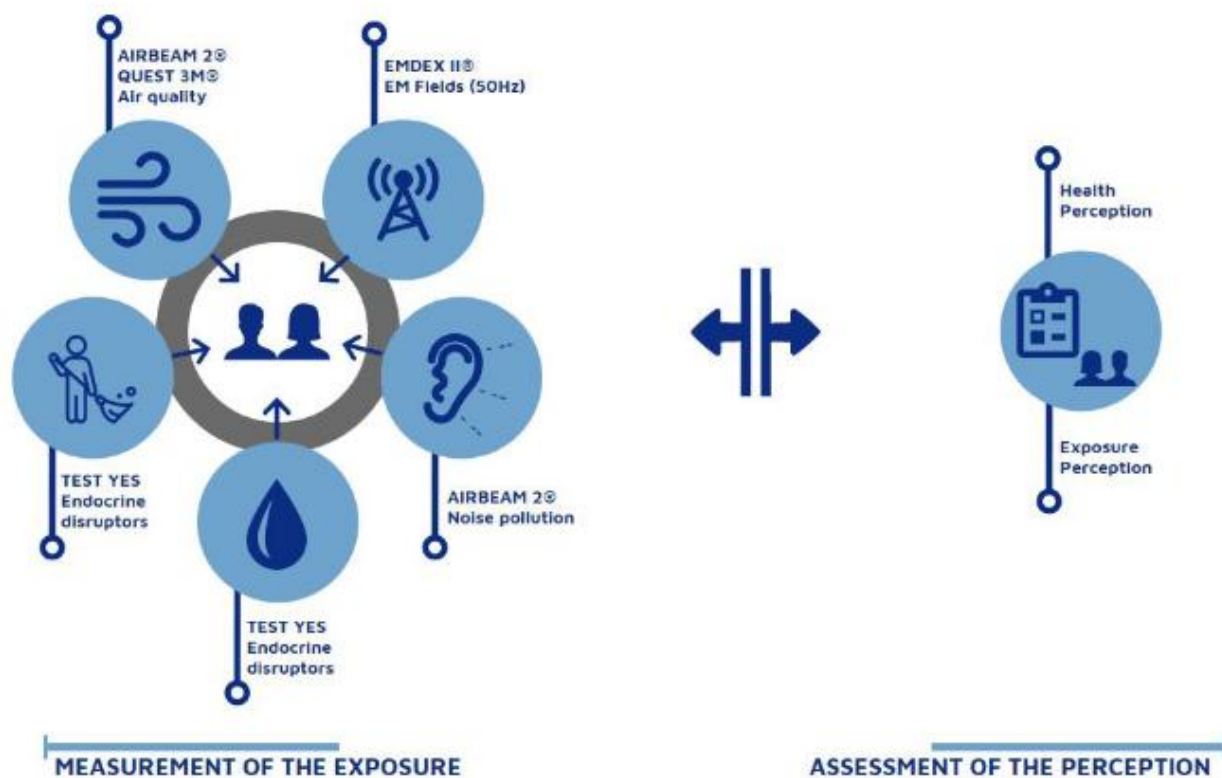 AIRBEAM 2®
QUEST 3M®
Air quality
EMDEX II®
EM Fields (50Hz)
Health
Perception
TEST YES
Endocrine
disruptors
AIRBEAM 2®
Noise pollution
Exposure
Perception
TEST YES
Endocrine
disruptors
MEASUREMENT OF THE EXPOSURE
ASSESSMENT OF THE PERCEPTION